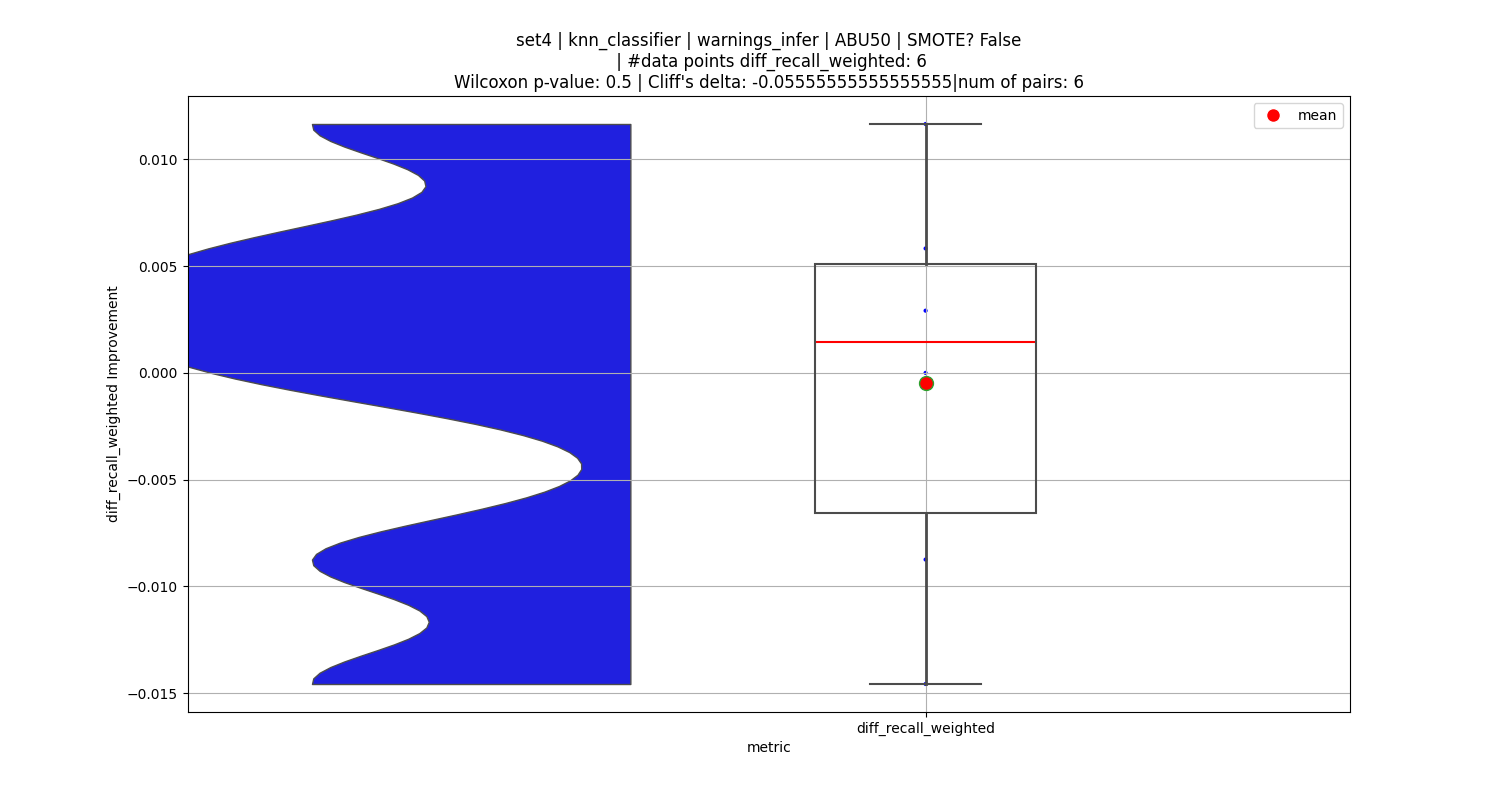 set4 | knn_classifier | warnings_infer | ABU50 | SMOTE? False
| #data points diff_recall_weighted: 6
Wilcoxon p-value: 0.5 | Cliff's delta: -0.05555555555555555|num of pairs: 6
mean
0.010
0.005
0.000
−0.005
−0.010
−0.015
diff_recall_weighted Improvement
diff_recall_weighted
metric